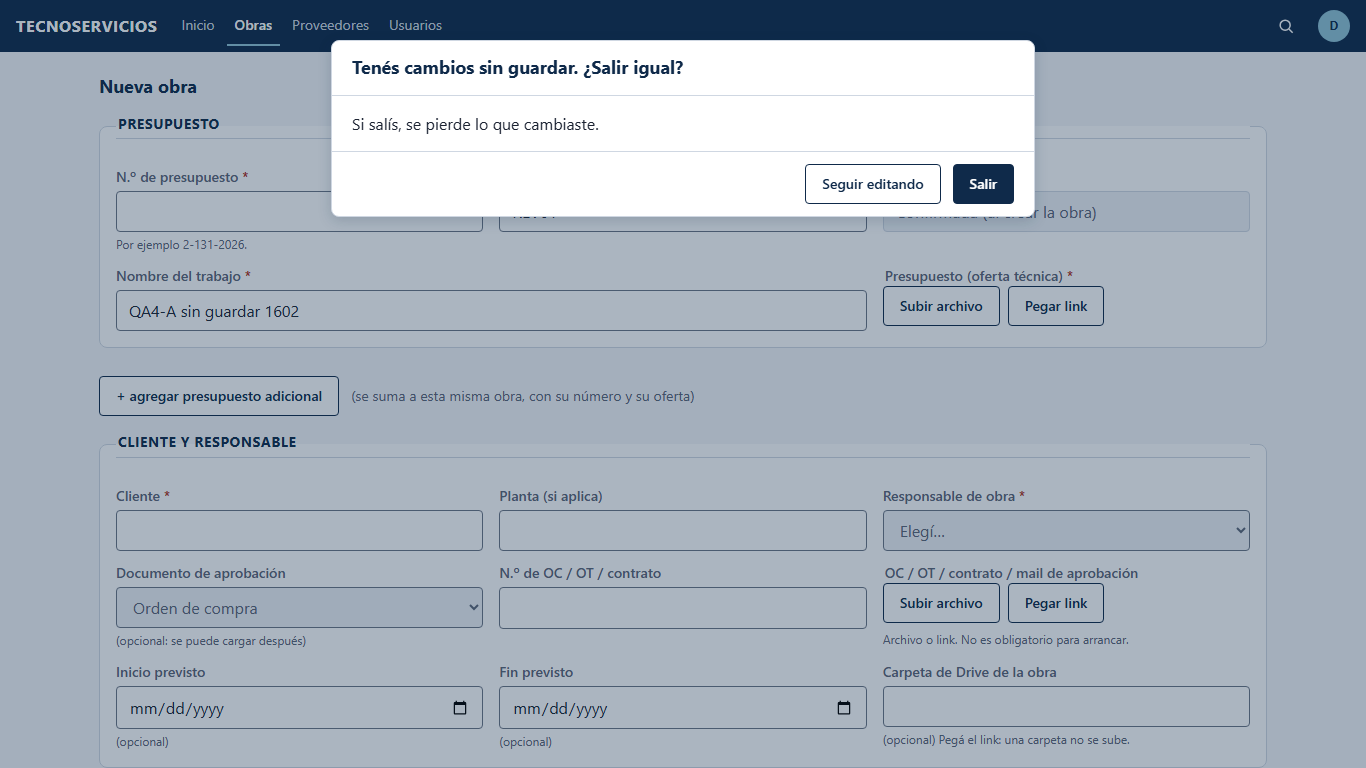 TECNOSERVICIOS Inicio Obras Proveedores Usuarios D
Tenés cambios sin guardar. ¿Salir igual?
Si salís, se pierde lo que cambiaste.
Seguir editando Salir
Nueva obra
PRESUPUESTO
N.º de presupuesto *
la obra)
Por ejemplo 2-131-2026.
Nombre del trabajo * Presupuesto (oferta técnica) *
QA4-A sin guardar 1602 Subir archivo Pegar link
+ agregar presupuesto adicional (se suma a esta misma obra, con su número y su oferta)
CLIENTE Y RESPONSABLE
Cliente * Planta (si aplica) Responsable de obra *
Elegí...
Documento de aprobación N.º de OC / OT / contrato OC / OT / contrato / mail de aprobación
Orden de compra Subir archivo Pegar link
(opcional: se puede cargar después) Archivo o link. No es obligatorio para arrancar.
Inicio previsto Fin previsto Carpeta de Drive de la obra
mm/dd/yyyy mm/dd/yyyy
(opcional) (opcional) (opcional) Pegá el link: una carpeta no se sube.